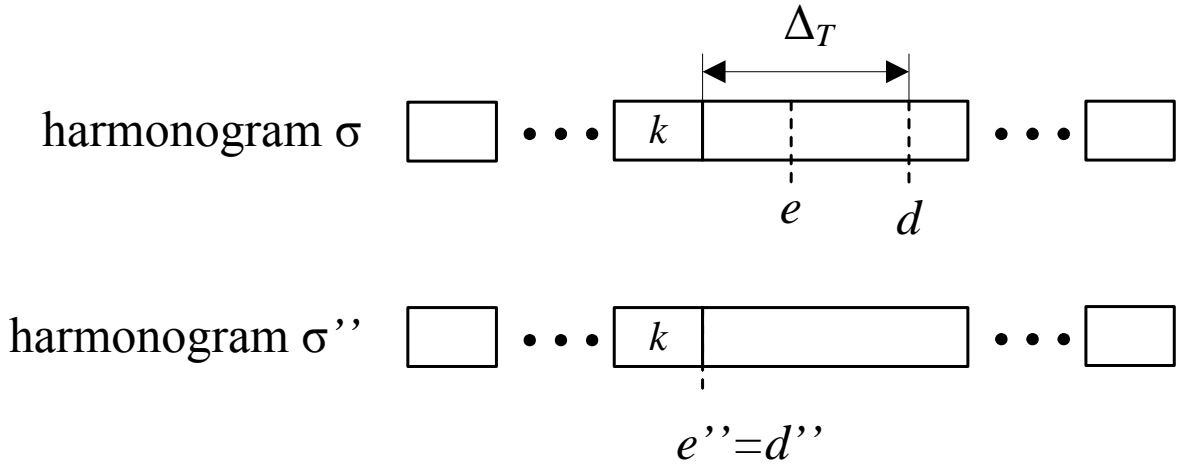 Δ_T
harmonogram σ
k
e
d
harmonogram σ’’
k
e’’=d’’